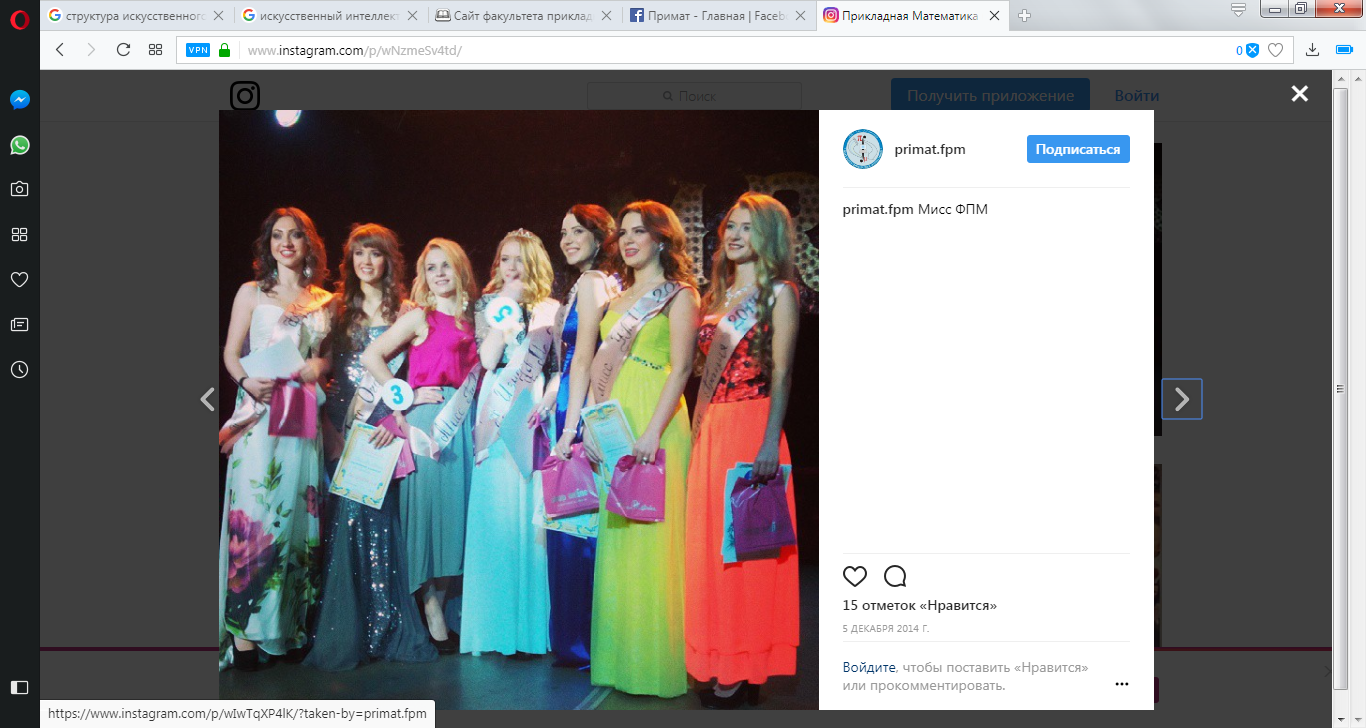 структура искусственного
искусственный интеллект
Сайт факультета приклад
Примат - Главная | Faceb
Прикладная Математика
VPN
www.instagram.com/p/wNzmeSv4td/
0
Поиск
Получить приложение
Войти
primat.fpm
Подписаться
primat.fpm Мисс ФПМ
5
3
15 отметок «Нравится»
5 ДЕКАБРЯ 2014 Г.
Войдите, чтобы поставить «Нравится»
или прокомментировать.
https://www.instagram.com/p/wIwTqXP4lK/?taken-by=primat.fpm